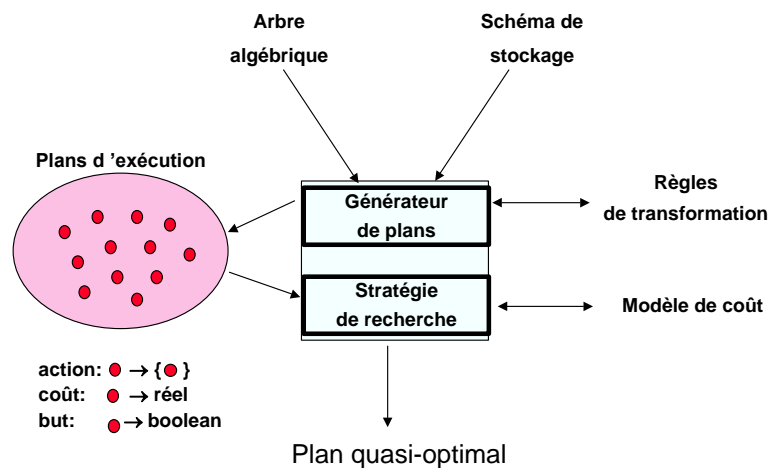 Arbre
algébrique
Schéma de
stockage
Plans d ’exécution
Générateur
de plans
Règles
de transformation
Stratégie
de recherche
Modèle de coût
action: → { }
coût: → réel
but: → boolean
Plan quasi-optimal